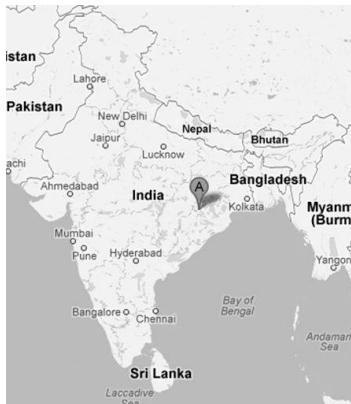 istan
Lahore
Pakistan
New Delhi
Nepal
Bhutan
Jaipur
Lucknow
achi
Bangladesh
Ahmedabad
India
A
Kolkata
Myanm
(Burm
Mumbai
Pune
Hyderabad
Yangon
Bay of
Bengal
Bangalore
Chennai
Andaman
Sea
Sri Lanka
Laccadive
Sea